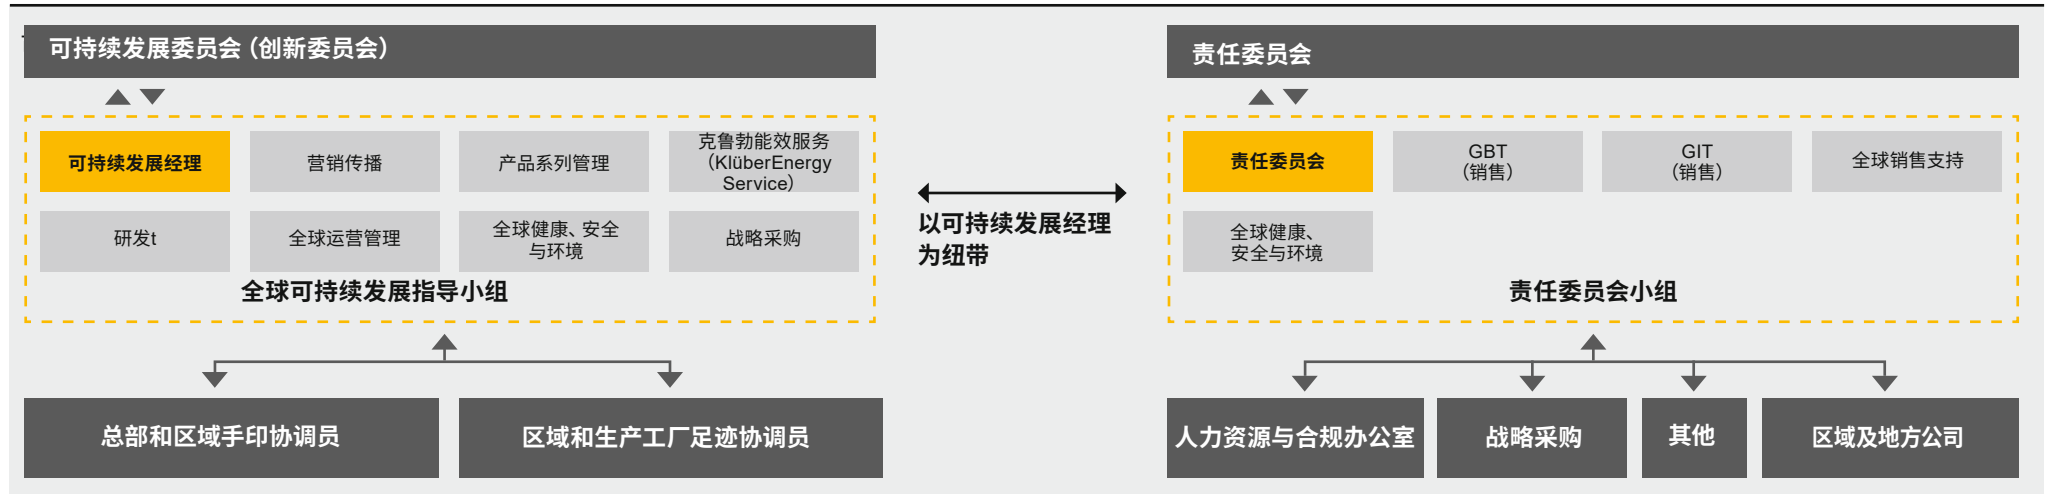 可持续发展委员会（创新委员会）
可持续发展经理
营销传播
产品系列管理
克鲁勃能效服务
（KlüberEnergy
Service）
研发t
全球运营管理
全球健康、安全
与环境
战略采购
全球可持续发展指导小组
总部和区域手印协调员
区域和生产工厂足迹协调员
以可持续发展经理
为纽带
责任委员会
责任委员会
GBT
（销售）
GIT
（销售）
全球销售支持
全球健康、
安全与环境
责任委员会小组
人力资源与合规办公室
战略采购
其他
区域及地方公司